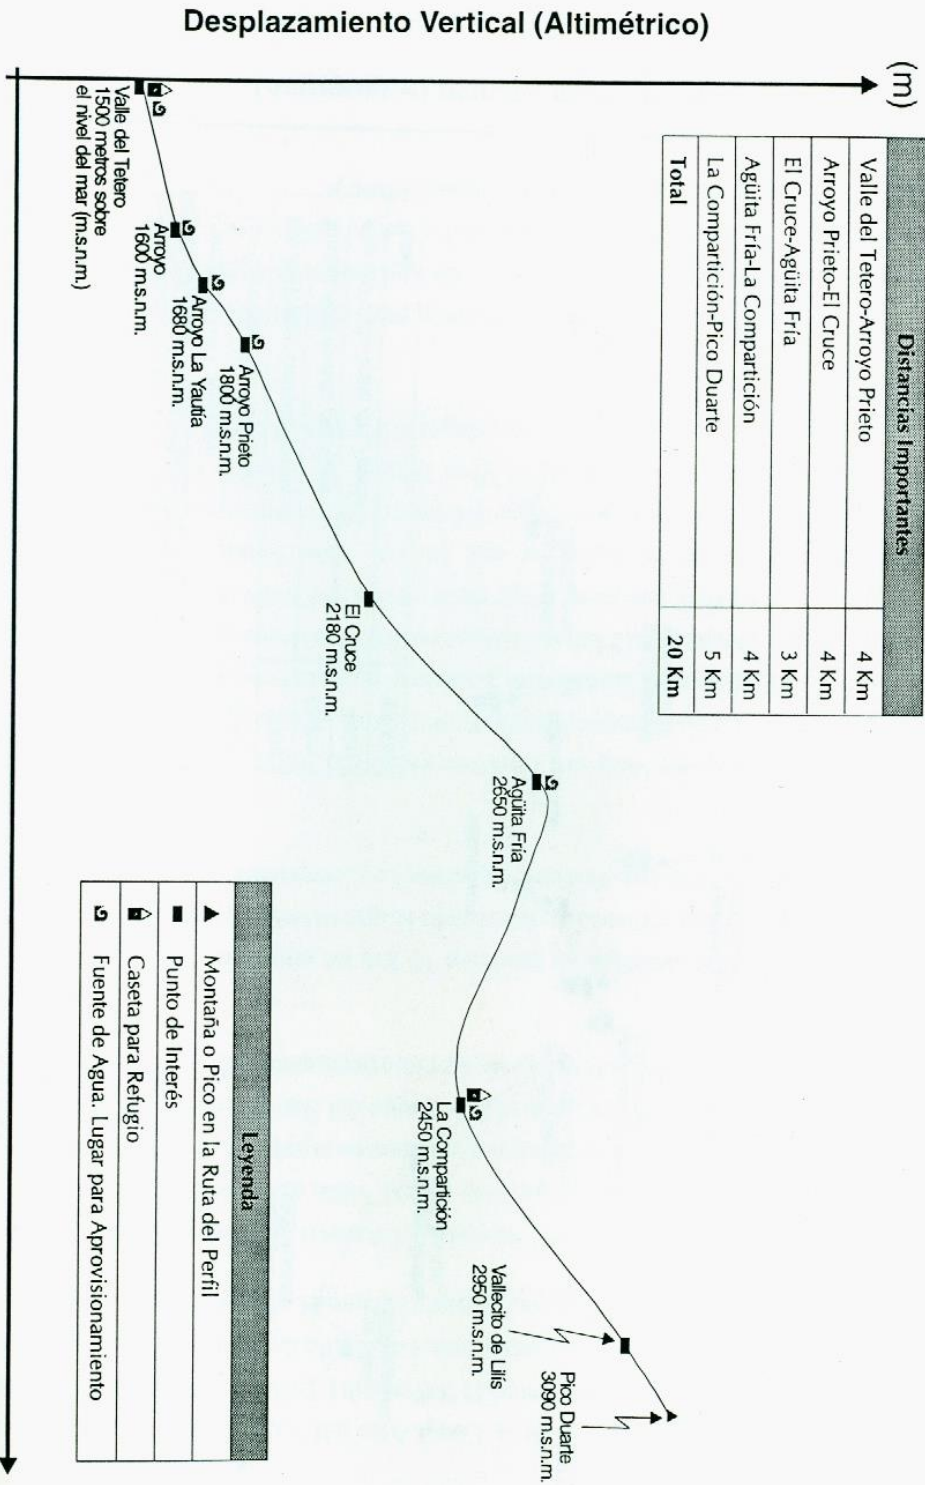 Desplazamiento Vertical (Altimétrico)
(m)
Distancias Importantes
Valle del Tetero-Arroyo Prieto 4 Km
Arroyo Prieto-El Cruce 4 Km
El Cruce-Agüita Fría 3 Km
Agüita Fría-La Compartición 4 Km
La Compartición-Pico Duarte 5 Km
Total 20 Km
Valle del Tetero
1500 metros sobre
el nivel del mar (m.s.n.m.)
Arroyo
1600 m.s.n.m.
Arroyo La Yautía
1680 m.s.n.m.
Arroyo Prieto
1800 m.s.n.m.
El Cruce
2180 m.s.n.m.
Agüita Fría
2650 m.s.n.m.
La Compartición
2450 m.s.n.m.
Vallecito de Lilís
2950 m.s.n.m.
Pico Duarte
3090 m.s.n.m.
Leyenda
Montaña o Pico en la Ruta del Perfil
Punto de Interés
Caseta para Refugio
Fuente de Agua. Lugar para Aprovisionamiento